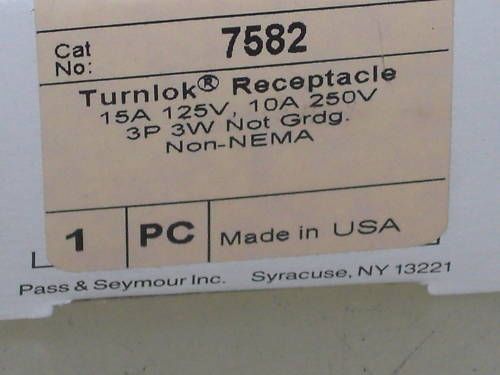 Cat No: 7582
Turnlok® Receptacle
15A 125V, 10A 250V
3P 3W Not Grdg.
Non-NEMA
1 PC Made in USA
Pass & Seymour Inc. Syracuse, NY 13221